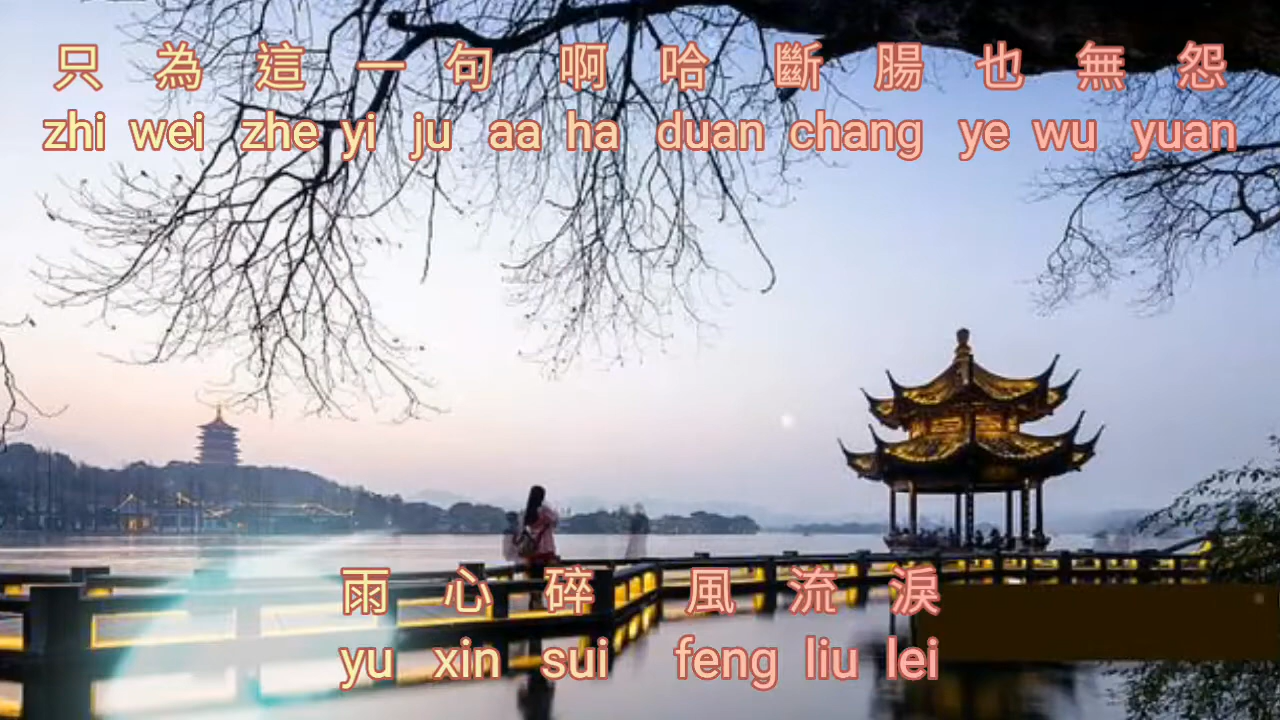 只 為 這 一 句 啊 哈 斷 腸 也 無 怨
zhi wei zhe yi ju aa ha duan chang ye wu yuan
雨 心 碎 風 流 淚
yu xin sui feng liu lei